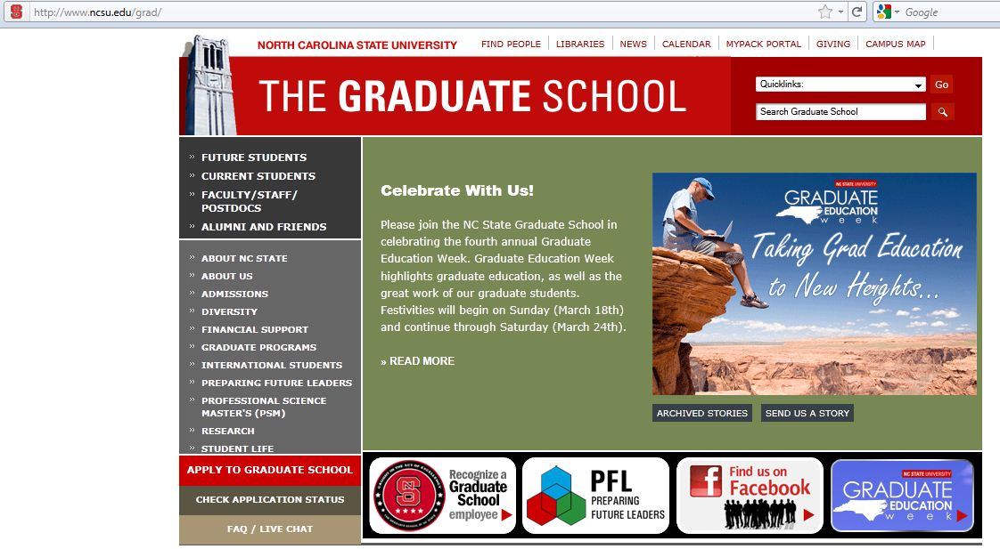 http://www.ncsu.edu/grad/
Google
NORTH CAROLINA STATE UNIVERSITY
FIND PEOPLE
LIBRARIES
NEWS
CALENDAR
MYPACK PORTAL
GIVING
CAMPUS MAP
THE GRADUATE SCHOOL
Quicklinks:
Go
Search Graduate School
» FUTURE STUDENTS
» CURRENT STUDENTS
» FACULTY/STAFF/
POSTDOCS
» ALUMNI AND FRIENDS
» ABOUT NC STATE
» ABOUT US
» ADMISSIONS
» DIVERSITY
» FINANCIAL SUPPORT
» GRADUATE PROGRAMS
» INTERNATIONAL STUDENTS
» PREPARING FUTURE LEADERS
» PROFESSIONAL SCIENCE
MASTER'S (PSM)
» RESEARCH
» STUDENT LIFE
APPLY TO GRADUATE SCHOOL
CHECK APPLICATION STATUS
FAQ / LIVE CHAT
Celebrate With Us!
Please join the NC State Graduate School in
celebrating the fourth annual Graduate
Education Week. Graduate Education Week
highlights graduate education, as well as the
great work of our graduate students.
Festivities will begin on Sunday (March 18th)
and continue through Saturday (March 24th).
» READ MORE
NC STATE UNIVERSITY
GRADUATE
EDUCATION
week
Taking Grad Education
to New Heights...
ARCHIVED STORIES
SEND US A STORY
CAUGHT IN THE ACT OF EXCELLENCE
Recognize a
Graduate
School
employee
PFL
PREPARING
FUTURE LEADERS
Find us on
Facebook
NC STATE UNIVERSITY
GRADUATE
EDUCATION
week